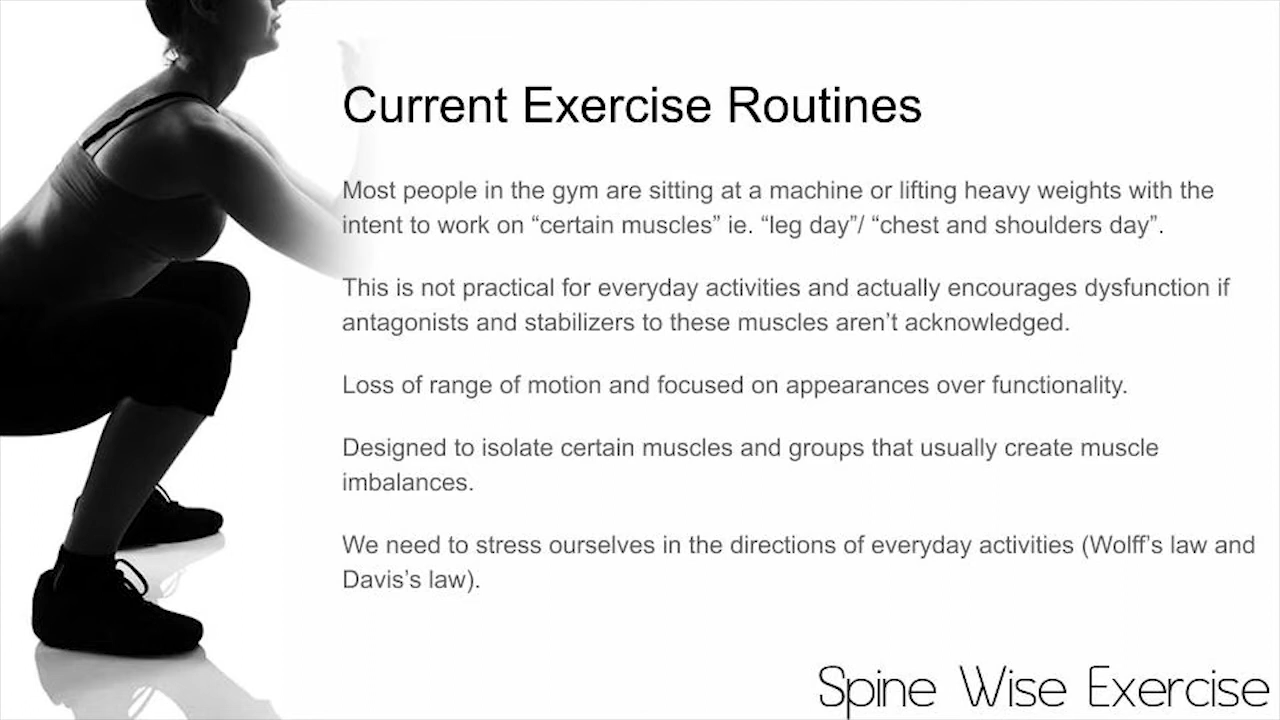 Current Exercise Routines
Most people in the gym are sitting at a machine or lifting heavy weights with the
intent to work on “certain muscles” ie. “leg day”/ “chest and shoulders day”.
This is not practical for everyday activities and actually encourages dysfunction if
antagonists and stabilizers to these muscles aren’t acknowledged.
Loss of range of motion and focused on appearances over functionality.
Designed to isolate certain muscles and groups that usually create muscle
imbalances.
We need to stress ourselves in the directions of everyday activities (Wolff’s law and
Davis’s law).
Spine Wise Exercise